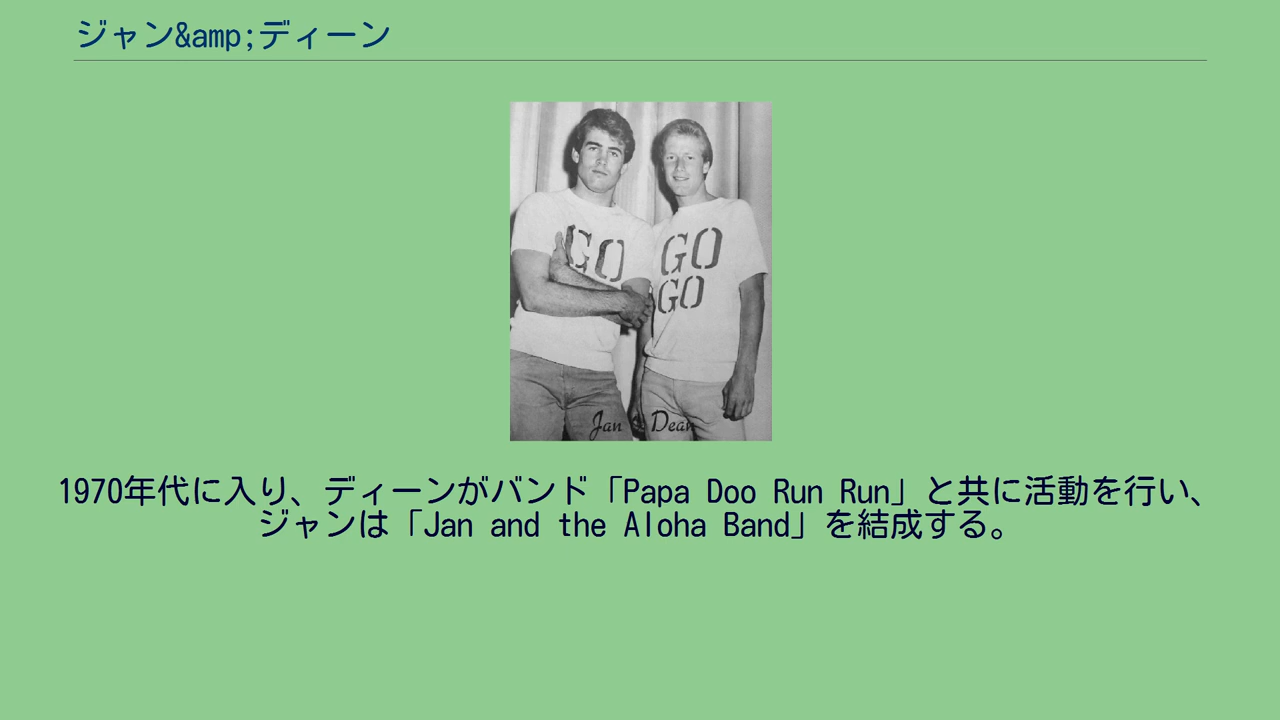 ジャン&amp;ディーン
GO
GO
GO
Jan & Dean
1970年代に入り、ディーンがバンド「Papa Doo Run Run」と共に活動を行い、
ジャンは「Jan and the Aloha Band」を結成する。